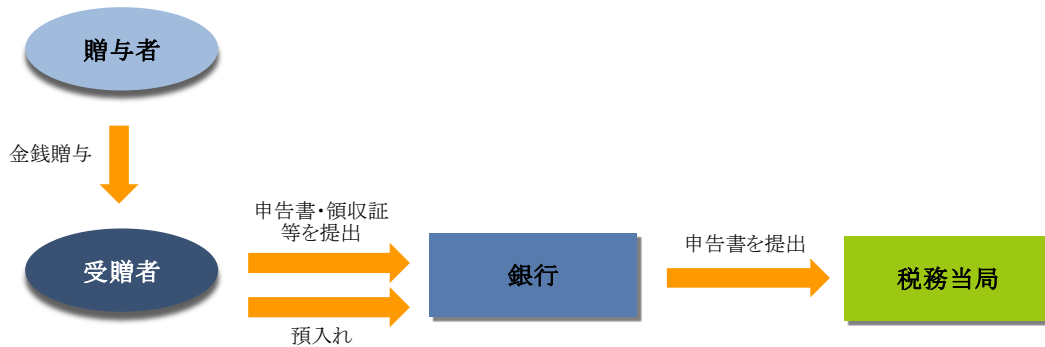 贈与者
金銭贈与
受贈者
申告書・領収証
等を提出
預入れ
銀行
申告書を提出
税務当局